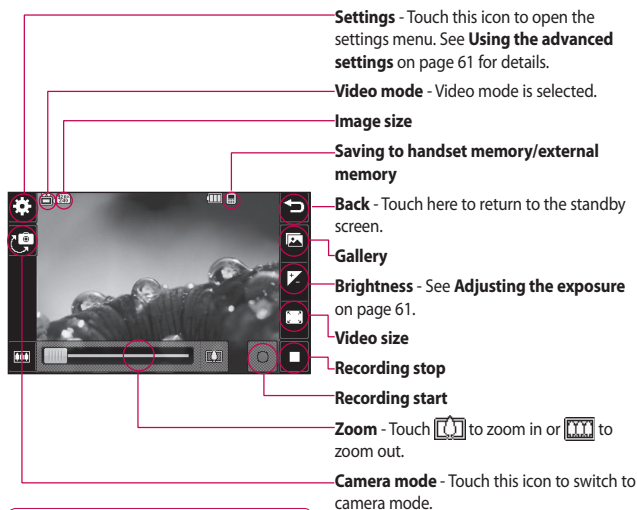 Settings - Touch this icon to open the
settings menu. See Using the advanced
settings on page 61 for details.
Video mode - Video mode is selected.
Image size
Saving to handset memory/external
memory
Back - Touch here to return to the standby
screen.
Gallery
Brightness - See Adjusting the exposure
on page 61.
Video size
Recording stop
Recording start
Zoom - Touch to zoom in or to
zoom out.
Camera mode - Touch this icon to switch to
camera mode.